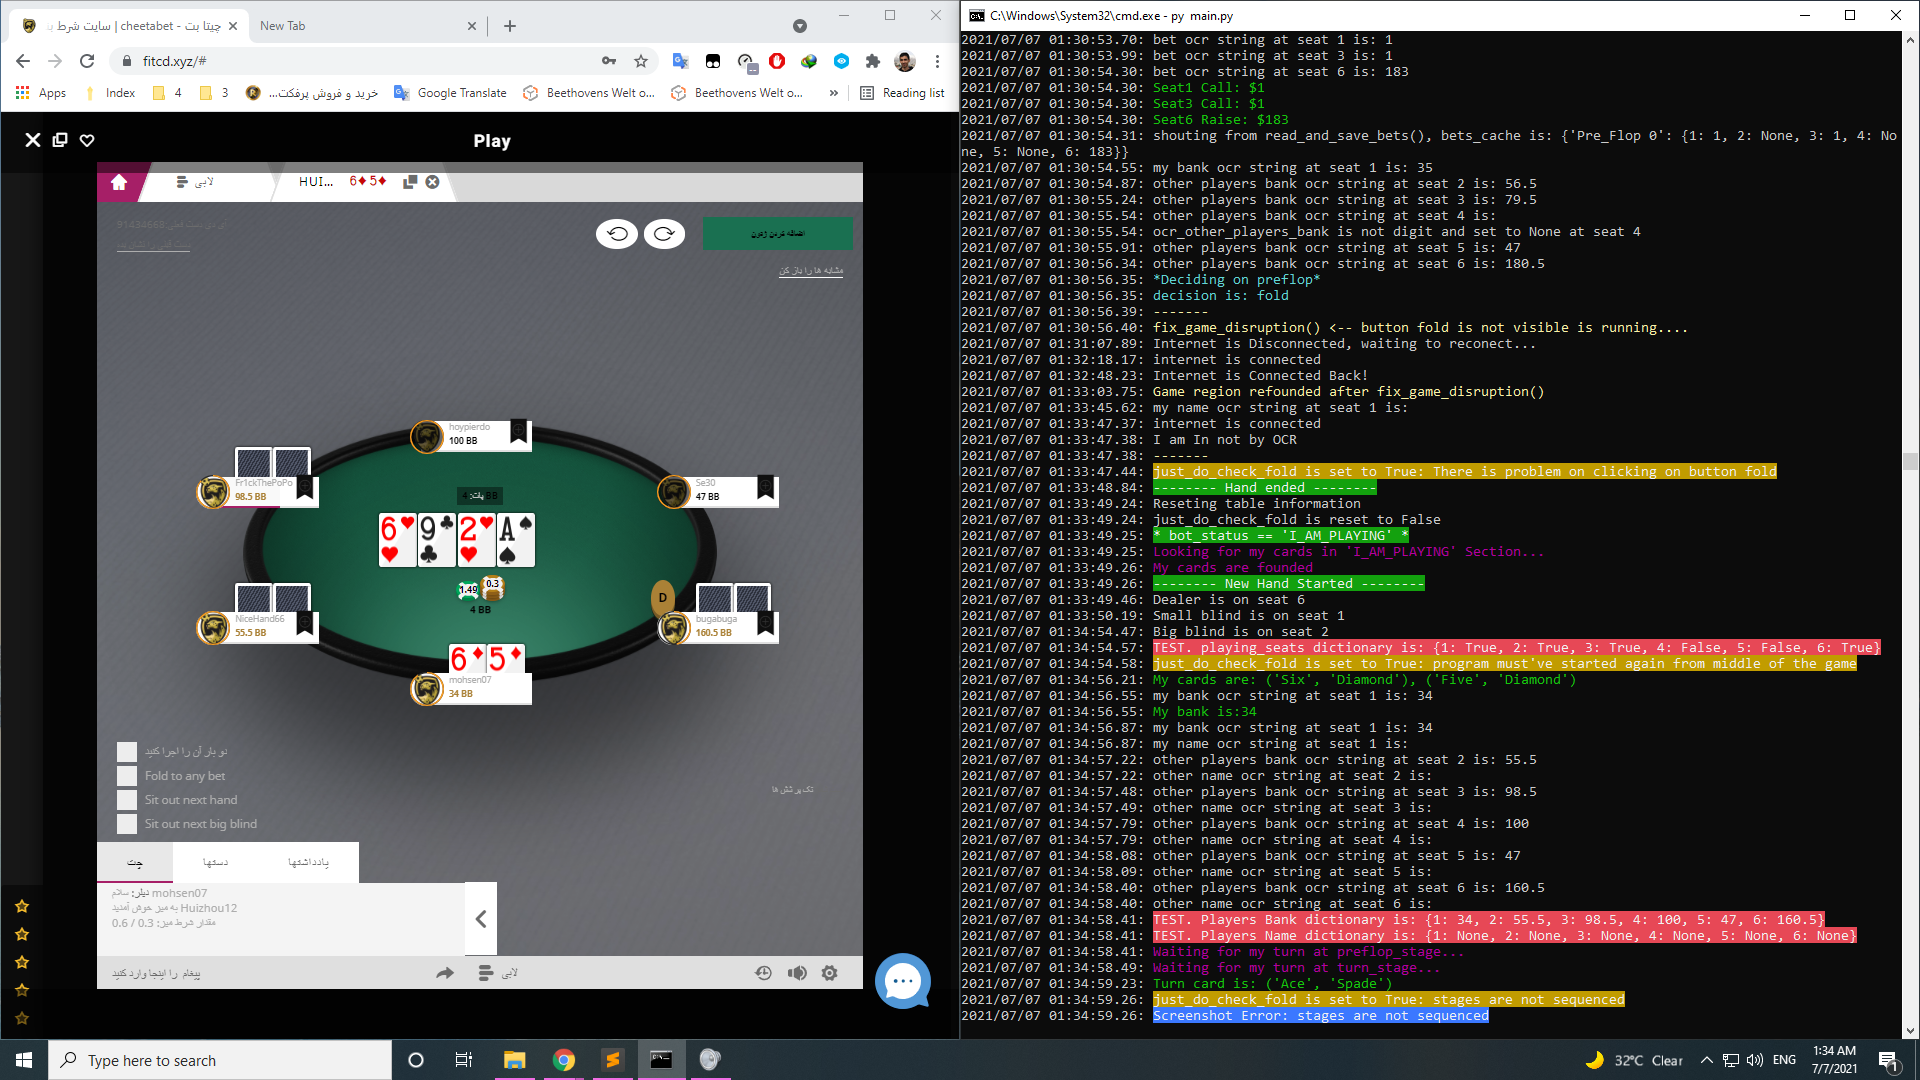 چیتا بت - cheetabet | سایت شرط ب
New Tab
fitcd.xyz/#
Apps
Index
4
3
خرید و فروش پرفکت...
Google Translate
Beethovens Welt o...
Beethovens Welt o...
»
Reading list
Play
لابی
HUI...
6♦5♦
اضافه کردن ژتون
hoypierdo
100 BB
Fr1ckThePoPo
98.5 BB
Se30
47 BB
پات: 4 BB
6
9
2
A
1.49
0.3
4 BB
D
NiceHand66
55.5 BB
bugabuga
160.5 BB
6
5
mohsen07
34 BB
دو بار آن را اجرا کنید
Fold to any bet
Sit out next hand
Sit out next big blind
چت
دستها
یادداشتها
دیلر: سلام mohsen07
به میز خوش آمدید Huizhou12
مقدار شرط میز: 0.3 / 0.6
پیغام را اینجا وارد کنید
لابی
C:\Windows\System32\cmd.exe - py  main.py
2021/07/07 01:30:53.70: bet ocr string at seat 1 is: 1
2021/07/07 01:30:53.99: bet ocr string at seat 3 is: 1
2021/07/07 01:30:54.30: bet ocr string at seat 6 is: 183
2021/07/07 01:30:54.30: Seat1 Call: $1
2021/07/07 01:30:54.30: Seat3 Call: $1
2021/07/07 01:30:54.30: Seat6 Raise: $183
2021/07/07 01:30:54.31: shouting from read_and_save_bets(), bets_cache is: {'Pre_Flop 0': {1: 1, 2: None, 3: 1, 4: No
ne, 5: None, 6: 183}}
2021/07/07 01:30:54.55: my bank ocr string at seat 1 is: 35
2021/07/07 01:30:54.87: other players bank ocr string at seat 2 is: 56.5
2021/07/07 01:30:55.24: other players bank ocr string at seat 3 is: 79.5
2021/07/07 01:30:55.54: other players bank ocr string at seat 4 is:
2021/07/07 01:30:55.54: ocr_other_players_bank is not digit and set to None at seat 4
2021/07/07 01:30:55.91: other players bank ocr string at seat 5 is: 47
2021/07/07 01:30:56.34: other players bank ocr string at seat 6 is: 180.5
2021/07/07 01:30:56.35: *Deciding on preflop*
2021/07/07 01:30:56.35: decision is: fold
2021/07/07 01:30:56.39: -------
2021/07/07 01:30:56.40: fix_game_disruption() <-- button fold is not visible is running....
2021/07/07 01:31:07.89: Internet is Disconnected, waiting to reconect...
2021/07/07 01:32:18.17: internet is connected
2021/07/07 01:32:48.23: Internet is Connected Back!
2021/07/07 01:33:03.75: Game region refounded after fix_game_disruption()
2021/07/07 01:33:45.62: my name ocr string at seat 1 is:
2021/07/07 01:33:47.37: internet is connected
2021/07/07 01:33:47.38: I am In not by OCR
2021/07/07 01:33:47.38: -------
2021/07/07 01:33:47.44: just_do_check_fold is set to True: There is problem on clicking on button fold
2021/07/07 01:33:48.84: -------- Hand ended --------
2021/07/07 01:33:49.24: Reseting table information
2021/07/07 01:33:49.24: just_do_check_fold is reset to False
2021/07/07 01:33:49.25: * bot_status == 'I_AM_PLAYING' *
2021/07/07 01:33:49.25: Looking for my cards in 'I_AM_PLAYING' Section...
2021/07/07 01:33:49.26: My cards are founded
2021/07/07 01:33:49.26: -------- New Hand Started --------
2021/07/07 01:33:49.46: Dealer is on seat 6
2021/07/07 01:33:50.19: Small blind is on seat 1
2021/07/07 01:34:54.47: Big blind is on seat 2
2021/07/07 01:34:54.57: TEST. playing_seats dictionary is: {1: True, 2: True, 3: True, 4: False, 5: False, 6: True}
2021/07/07 01:34:54.58: just_do_check_fold is set to True: program must've started again from middle of the game
2021/07/07 01:34:56.21: My cards are: ('Six', 'Diamond'), ('Five', 'Diamond')
2021/07/07 01:34:56.55: my bank ocr string at seat 1 is: 34
2021/07/07 01:34:56.55: My bank is:34
2021/07/07 01:34:56.87: my bank ocr string at seat 1 is: 34
2021/07/07 01:34:56.87: my name ocr string at seat 1 is:
2021/07/07 01:34:57.22: other players bank ocr string at seat 2 is: 55.5
2021/07/07 01:34:57.22: other name ocr string at seat 2 is:
2021/07/07 01:34:57.48: other players bank ocr string at seat 3 is: 98.5
2021/07/07 01:34:57.49: other name ocr string at seat 3 is:
2021/07/07 01:34:57.79: other players bank ocr string at seat 4 is: 100
2021/07/07 01:34:57.79: other name ocr string at seat 4 is:
2021/07/07 01:34:58.08: other players bank ocr string at seat 5 is: 47
2021/07/07 01:34:58.09: other name ocr string at seat 5 is:
2021/07/07 01:34:58.40: other players bank ocr string at seat 6 is: 160.5
2021/07/07 01:34:58.40: other name ocr string at seat 6 is:
2021/07/07 01:34:58.41: TEST. Players Bank dictionary is: {1: 34, 2: 55.5, 3: 98.5, 4: 100, 5: 47, 6: 160.5}
2021/07/07 01:34:58.41: TEST. Players Name dictionary is: {1: None, 2: None, 3: None, 4: None, 5: None, 6: None}
2021/07/07 01:34:58.41: Waiting for my turn at preflop_stage...
2021/07/07 01:34:58.49: Waiting for my turn at turn_stage...
2021/07/07 01:34:59.23: Turn card is: ('Ace', 'Spade')
2021/07/07 01:34:59.26: just_do_check_fold is set to True: stages are not sequenced
2021/07/07 01:34:59.26: Screenshot Error: stages are not sequenced
Type here to search
32°C Clear
ENG
1:34 AM
7/7/2021
1